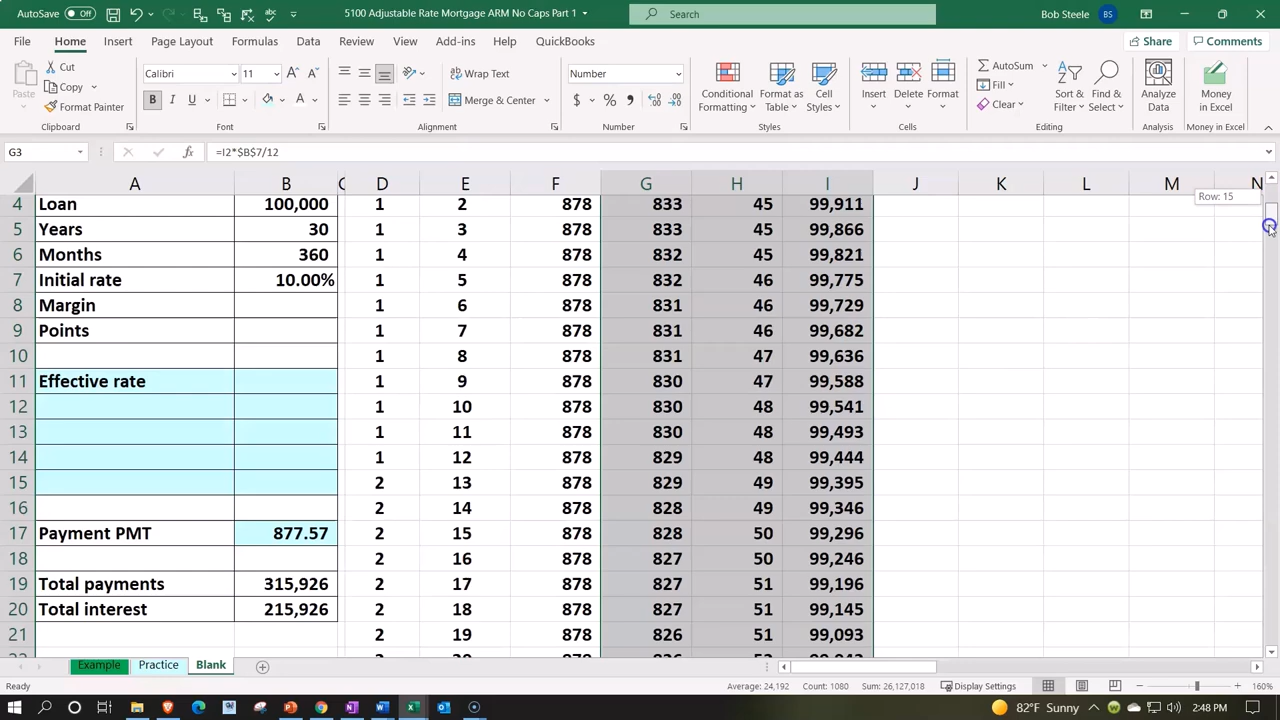 AutoSave Off 5100 Adjustable Rate Mortgage ARM No Caps Part 1 Search Bob Steele BS
File Home Insert Page Layout Formulas Data Review View Add-ins Help QuickBooks Share Comments
Paste Cut Copy Format Painter Clipboard
Calibri 11 B I U Font
Wrap Text Merge & Center Alignment
Number $ % Number
Conditional Formatting Format as Table Cell Styles Styles
Insert Delete Format Cells
AutoSum Fill Clear Sort & Filter Find & Select Editing
Analyze Data Analysis
Money in Excel Money in Excel
G3 fx =I2*$B$7/12
A B C D E F G H I J K L M N
Row: 15
4 Loan 100,000 1 2 878 833 45 99,911
5 Years 30 1 3 878 833 45 99,866
6 Months 360 1 4 878 832 45 99,821
7 Initial rate 10.00% 1 5 878 832 46 99,775
8 Margin 1 6 878 831 46 99,729
9 Points 1 7 878 831 46 99,682
10 1 8 878 831 47 99,636
11 Effective rate 1 9 878 830 47 99,588
12 1 10 878 830 48 99,541
13 1 11 878 830 48 99,493
14 1 12 878 829 48 99,444
15 2 13 878 829 49 99,395
16 2 14 878 828 49 99,346
17 Payment PMT 877.57 2 15 878 828 50 99,296
18 2 16 878 827 50 99,246
19 Total payments 315,926 2 17 878 827 51 99,196
20 Total interest 215,926 2 18 878 827 51 99,145
21 2 19 878 826 51 99,093
Example Practice Blank
Ready Average: 24,192 Count: 1080 Sum: 26,127,018 Display Settings 160%
82°F Sunny 2:48 PM